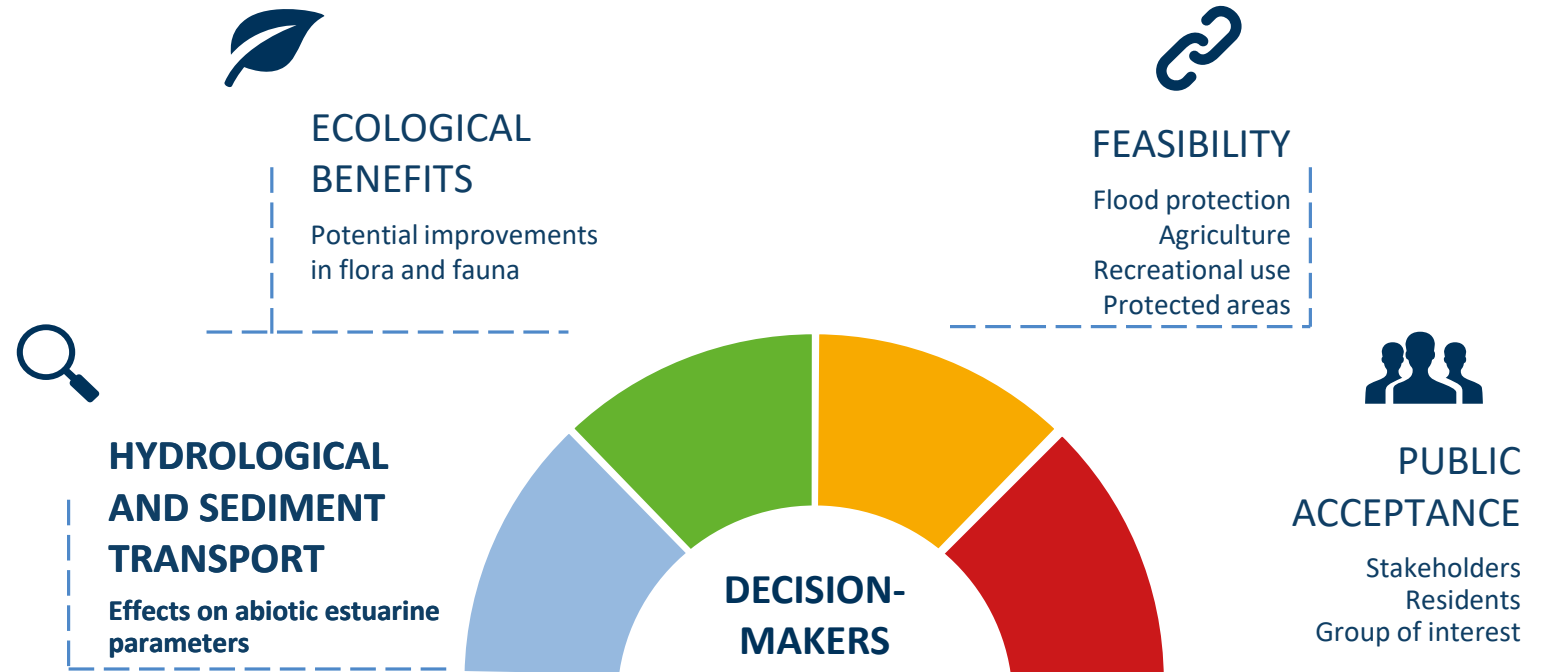 ECOLOGICAL
BENEFITS
Potential improvements
in flora and fauna
FEASIBILITY
Flood protection
Agriculture
Recreational use
Protected areas
HYDROLOGICAL
AND SEDIMENT
TRANSPORT
Effects on abiotic estuarine
parameters
PUBLIC
ACCEPTANCE
Stakeholders
Residents
Group of interest
DECISION-
MAKERS